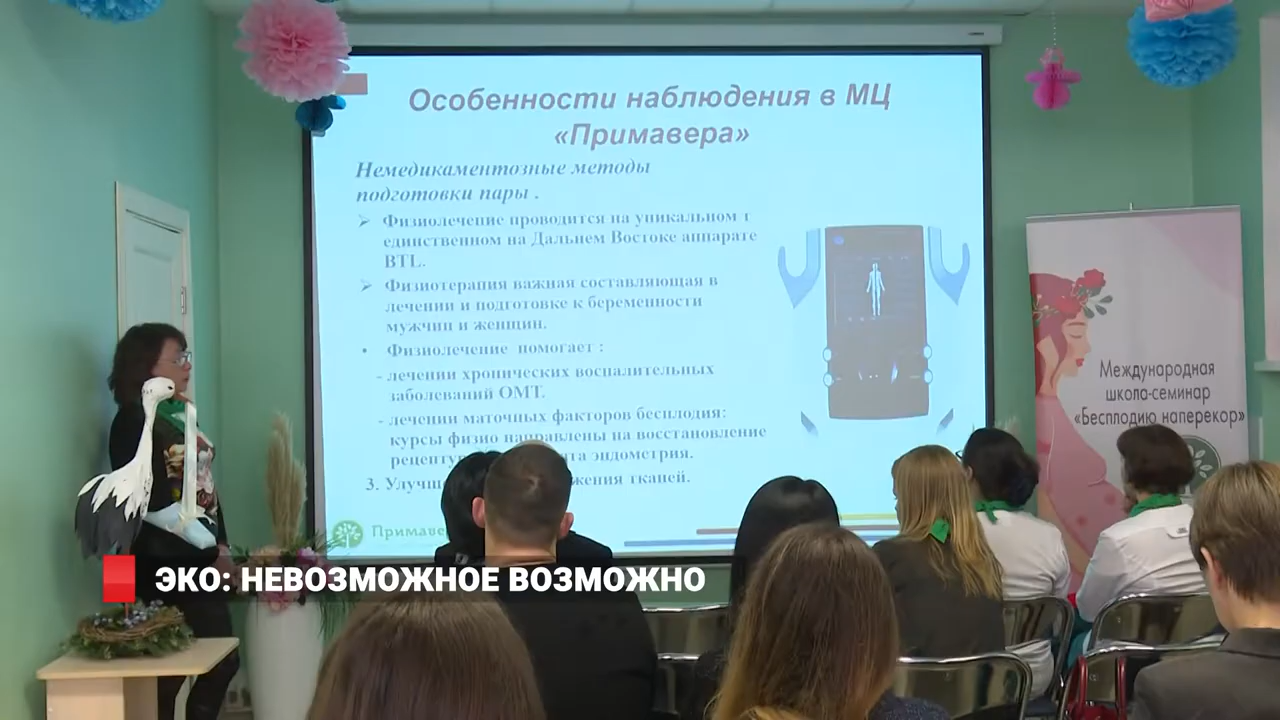 Особенности наблюдения в МЦ
«Примавера»
Немедикаментозные методы
подготовки пары .
Физиолечение проводится на уникальном
единственном на Дальнем Востоке аппарате
BTL.
Физиотерапия важная составляющая в
лечении и подготовке к беременности
мужчин и женщин.
• Физиолечение помогает :
- лечении хронических воспалительных
заболеваний ОМТ.
- лечении маточных факторов бесплодия:
курсы физио направлены на восстановление
эндометрия.
3. тканей.
Международная
школа-семинар
«Бесплодию наперекор»
ЭКО: НЕВОЗМОЖНОЕ ВОЗМОЖНО